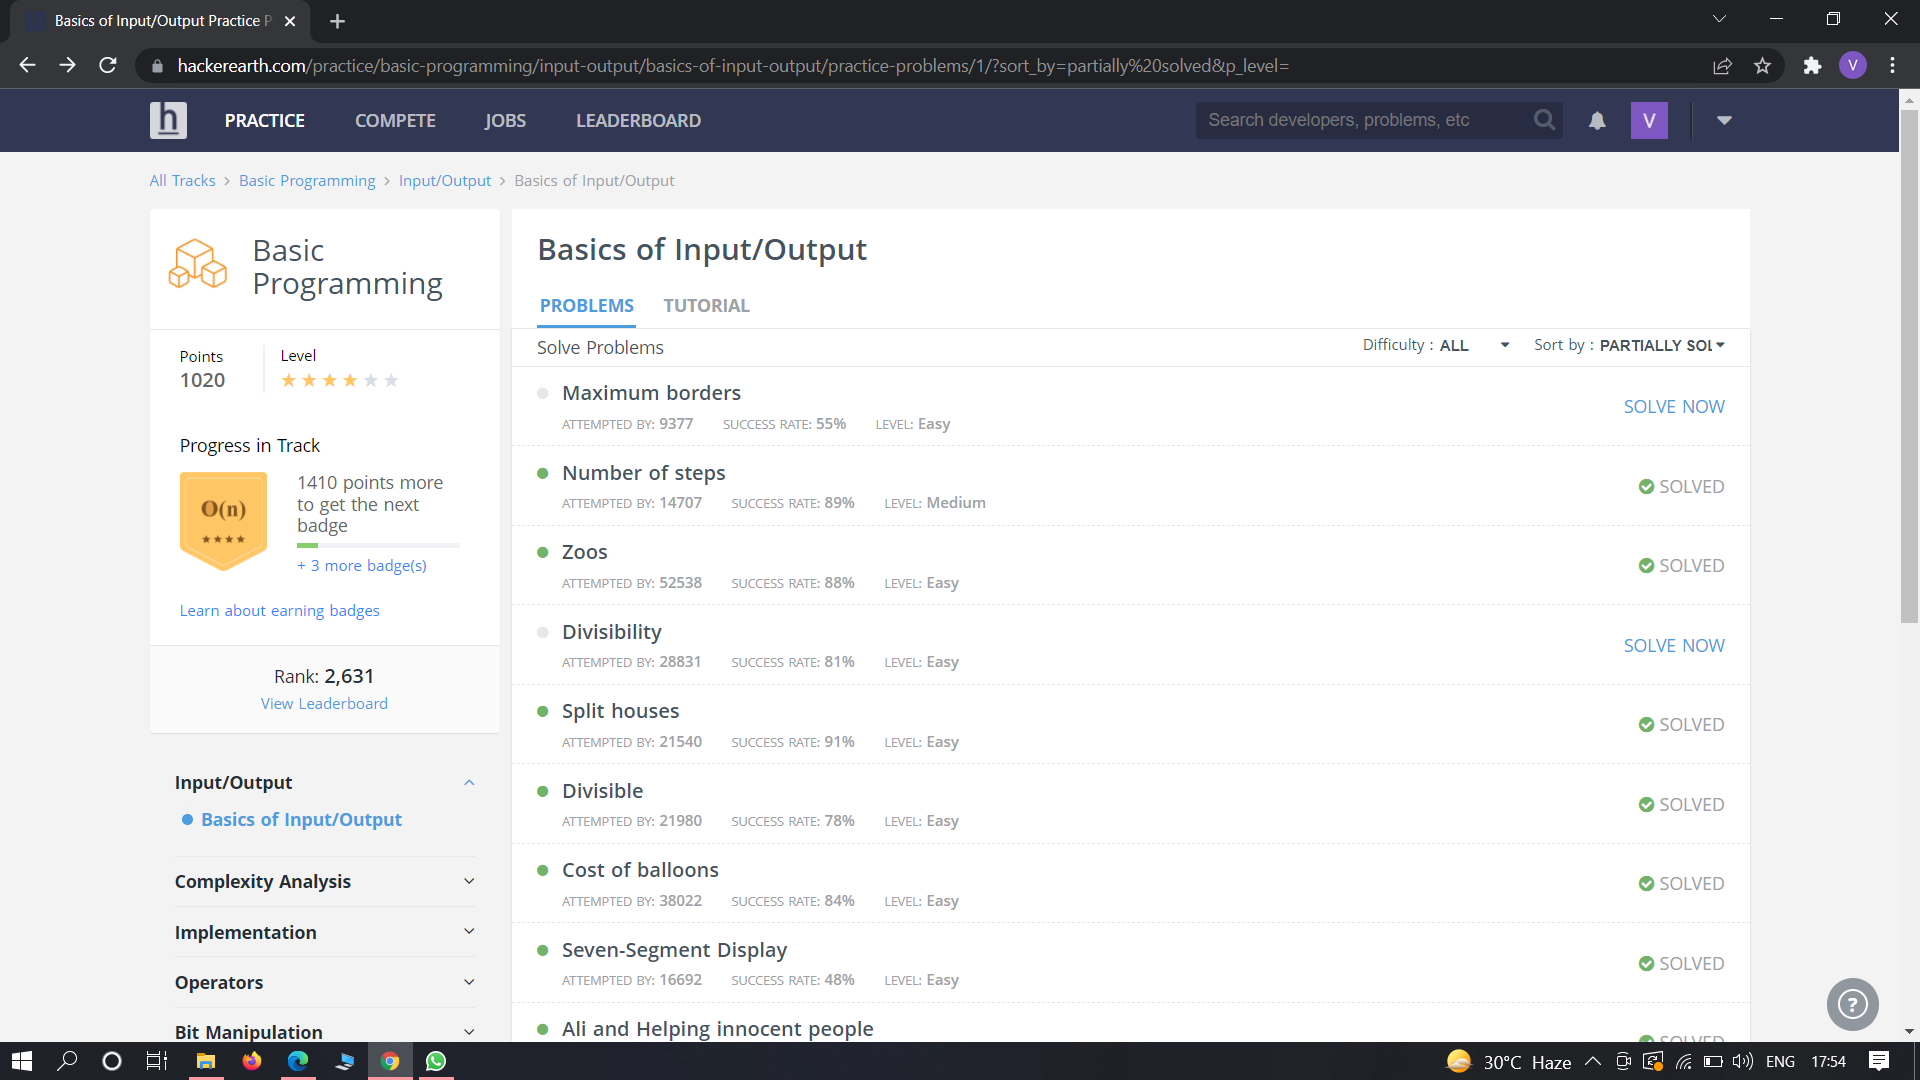 Basics of Input/Output Practice P
hackerearth.com/practice/basic-programming/input-output/basics-of-input-output/practice-problems/1/?sort_by=partially%20solved&p_level=
V
h
PRACTICE
COMPETE
JOBS
LEADERBOARD
Search developers, problems, etc
V
All Tracks > Basic Programming > Input/Output > Basics of Input/Output
Basic
Programming
Points
1020
Level
Progress in Track
O(n)
1410 points more
to get the next
badge
+ 3 more badge(s)
Learn about earning badges
Rank: 2,631
View Leaderboard
Input/Output
Basics of Input/Output
Complexity Analysis
Implementation
Operators
Bit Manipulation
Basics of Input/Output
PROBLEMS
TUTORIAL
Solve Problems
Difficulty : ALL
Sort by : PARTIALLY SOL
Maximum borders
ATTEMPTED BY: 9377 SUCCESS RATE: 55% LEVEL: Easy
SOLVE NOW
Number of steps
ATTEMPTED BY: 14707 SUCCESS RATE: 89% LEVEL: Medium
SOLVED
Zoos
ATTEMPTED BY: 52538 SUCCESS RATE: 88% LEVEL: Easy
SOLVED
Divisibility
ATTEMPTED BY: 28831 SUCCESS RATE: 81% LEVEL: Easy
SOLVE NOW
Split houses
ATTEMPTED BY: 21540 SUCCESS RATE: 91% LEVEL: Easy
SOLVED
Divisible
ATTEMPTED BY: 21980 SUCCESS RATE: 78% LEVEL: Easy
SOLVED
Cost of balloons
ATTEMPTED BY: 38022 SUCCESS RATE: 84% LEVEL: Easy
SOLVED
Seven-Segment Display
ATTEMPTED BY: 16692 SUCCESS RATE: 48% LEVEL: Easy
SOLVED
Ali and Helping innocent people
SOLVED
?
30°C Haze
ENG
17:54